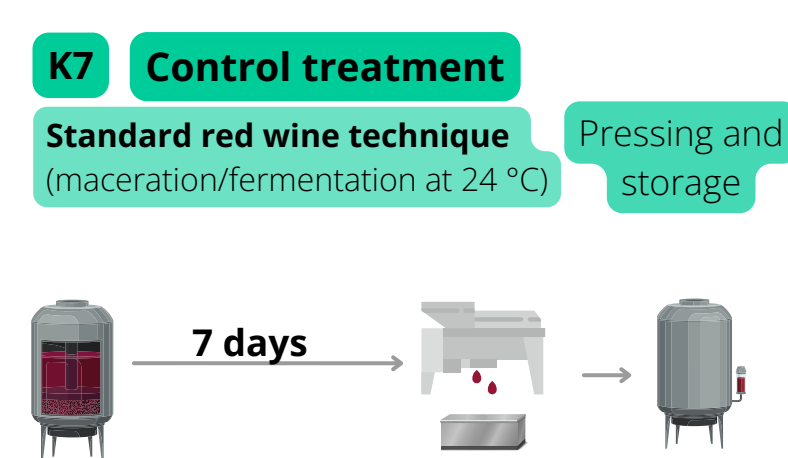 K7 Control treatment
Standard red wine technique
(maceration/fermentation at 24 °C)
Pressing and
storage
7 days